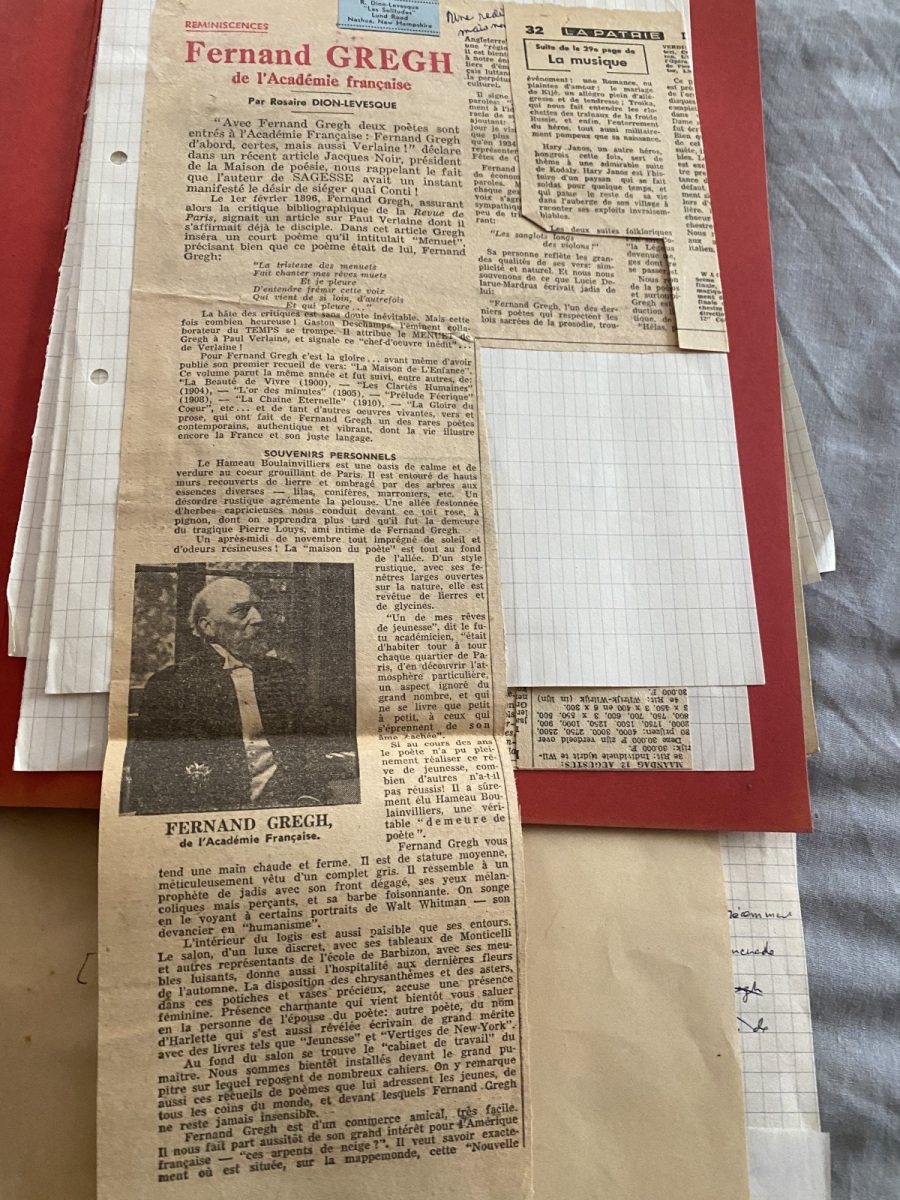 REMINISCENCES
Fernand GREGH
de l'Académie française
Par Rosaire DION-LEVESQUE
"Avec Fernand Gregh deux poètes sont
entrés à l'Académie Française : Fernand Gregh
d'abord, certes, mais aussi Verlaine!" déclare
dans un récent article Jacques Noir, président
de la Maison de poésie, nous rappelant le fait
que l'auteur de SAGESSE avait un instant
manifesté le désir de siéger quai Conti !
Le 1er février 1896, Fernand Gregh, assurant
alors la critique bibliographique de la Revue de
Paris, signait un article sur Paul Verlaine dont il
s'affirmait déjà le disciple. Dans cet article Gregh
inséra un court poème qu'il intitulait "Menuet",
précisant bien que ce poème était de lui, Fernand
Gregh:
"La tristesse des menuets
Fait chanter mes rêves muets
Et je pleure
D'entendre frémir cette voix
Qui vient de si loin, d'autrefois
Et qui pleure ..."
La hâte des critiques est sans doute inévitable. Mais cette
fois combien heureuse ! Gaston Deschamps, l'éminent colla-
borateur du TEMPS se trompe. Il attribue le MENUET de
Gregh à Paul Verlaine, et signale ce "chef-d'oeuvre inédit"...
de Verlaine !
Pour Fernand Gregh c'est la gloire... avant même d'avoir
publié son premier recueil de vers: "La Maison de L'Enfance".
Ce volume parut la même année et fut suivi, entre autres, de:
"La Beauté de Vivre (1900), — "Les Clartés Humaines"
(1904), — "L'or des minutes" (1905), — "Prélude Féerique"
(1908), — "La Chaine Eternelle" (1910), — "La Gloire du
Coeur", etc... et de tant d'autres oeuvres vivantes, vers et
prose, qui ont fait de Fernand Gregh un des rares poètes
contemporains, authentique et vibrant, dont la vie illustre
encore la France et son juste langage.
SOUVENIRS PERSONNELS
Le Hameau Boulainvilliers est une oasis de calme et de
verdure au coeur grouillant de Paris. Il est entouré de hauts
murs recouverts de lierre et ombragé par des arbres aux
essences diverses — lilas, conifères, marroniers, etc. Un
désordre rustique agrémente la pelouse. Une allée festonnée
d'herbes capricieuses nous conduit devant ce toit rose, à
pignon, dont on apprendra plus tard qu'il fut la demeure
du tragique Pierre Louys, ami intime de Fernand Gregh.
Un après-midi de novembre tout imprégné de soleil et
d'odeurs résineuses ! La "maison du poète" est tout au fond
de l'allée. D'un style
rustique, avec ses fe-
nêtres larges ouvertes
sur la nature, elle est
revêtue de lierres et
de glycines.
"Un de mes rêves
de jeunesse", dit le fu-
tu académicien, "était
d'habiter tour à tour
chaque quartier de Pa-
ris, d'en découvrir l'at-
mosphère particulière,
un aspect ignoré du
grand nombre, et qui
ne se livre que petit
à petit, à ceux qui
s'éprennent de son
âme cachée".
Si au cours des ans
le poète n'a pu plei-
nement réaliser ce rê-
ve de jeunesse, com-
bien d'autres n'a-t-il
pas réussis! Il a sûre-
ment élu Hameau Bou-
lainvilliers, une véri-
table "demeure de
poète".
FERNAND GREGH,
de l'Académie Française.
Fernand Gregh vous
tend une main chaude et ferme. Il est de stature moyenne,
méticuleusement vêtu d'un complet gris. Il ressemble à un
prophète de jadis avec son front dégagé, ses yeux mélan-
coliques mais perçants, et sa barbe foisonnante. On songe
en le voyant à certains portraits de Walt Whitman — son
devancier en "humanisme".
L'intérieur du logis est aussi paisible que ses entours.
Le salon, d'un luxe discret, avec ses tableaux de Monticelli
et autres représentants de l'école de Barbizon, avec ses meu-
bles luisants, donne aussi l'hospitalité aux dernières fleurs
de l'automne. La disposition des chrysanthèmes et des asters,
dans ces potiches et vases précieux, accuse une présence
féminine. Présence charmante qui vient bientôt vous saluer
en la personne de l'épouse du poète: autre poète, du nom
d'Harlette qui s'est aussi révélée écrivain de grand mérite
avec des livres tels que "Jeunesse" et "Vertiges de New-York".
Au fond du salon se trouve le "cabinet de travail" du
maître. Nous sommes bientôt installés devant le grand pu-
pitre sur lequel reposent de nombreux cahiers. On y remarque
aussi ces recueils de poèmes que lui adressent les jeunes, de
tous les coins du monde, et devant lesquels Fernand Gregh
ne reste jamais insensible.
Fernand Gregh est d'un commerce amical, très facile.
Il nous fait part aussitôt de son grand intérêt pour l'Amérique
française — "ces arpents de neige?". Il veut savoir exacte-
ment où est située, sur la mappemonde, cette "Nouvelle
R. Dion-Levesque
"Les Solitudes"
Lund Road
Nashua, New Hampshire
32 LA PATRIE
Suite de la 29e page de
La musique
événement : une Romance, ou
plaintes d'amour; le mariage
de Kijé, un allegro plein d'allé-
gresse et de tendresse; Troika,
qui nous fait entendre les clo-
chettes des traîneaux de la froide
Russie, et enfin, l'enterrement
du héros, tout aussi militaire-
ment pompeux que sa naissance.
Hary Janos, un autre héros,
hongrois cette fois, sert de
thème à une admirable suite
de Kodaly. Hary Janos est l'his-
toire d'un paysan qui se fait
soldat pour quelque temps, et
qui passe le reste de sa vie
dans l'auberge de son village à
raconter ses exploits invraisem-
blables.
Les deux suites folkloriques
"Les sanglots longs
des violons!"
Sa personne reflète les gran-
des qualités de ses vers: sim-
plicité et naturel. Et nous nous
souvenons de ce que Lucie De-
larue-Mardrus écrivait jadis de
lui:
"Fernand Gregh, l'un des der-
niers poètes qui respectent les
lois sacrées de la prosodie, trou-
MAANDAG 12 AUGUSTUS: